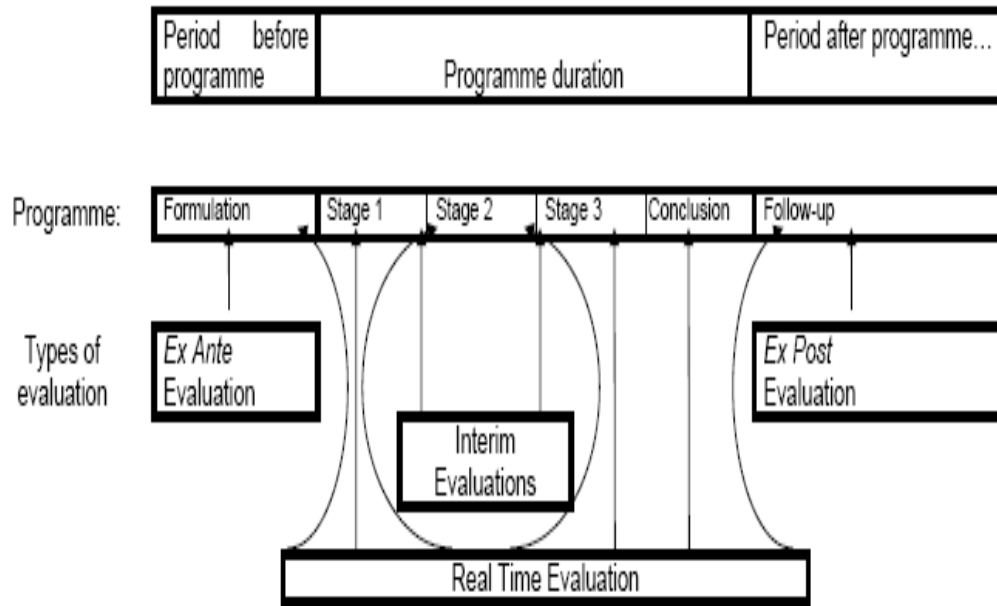 Period before
programme
Programme duration
Period after programme…
Programme:
Formulation
Stage 1
Stage 2
Stage 3
Conclusion
Follow-up
Types of
evaluation
Ex Ante
Evaluation
Interim
Evaluations
Ex Post
Evaluation
Real Time Evaluation